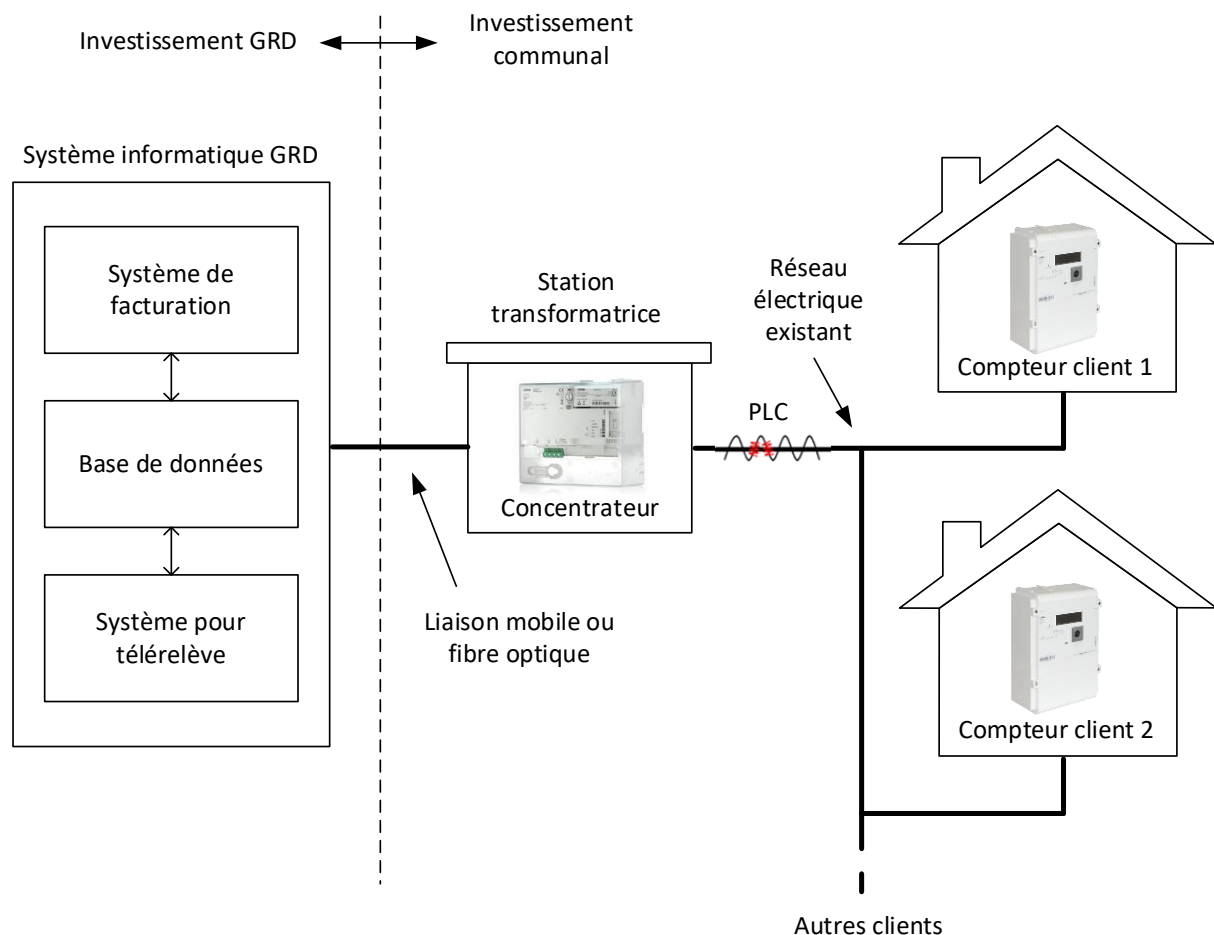 Investissement GRD
Investissement
communal
Système informatique GRD
Système de
facturation
Base de données
Système pour
télérelève
Station
transformatrice
Concentrateur
Liaison mobile ou
fibre optique
PLC
Réseau
électrique
existant
Compteur client 1
Compteur client 2
Autres clients